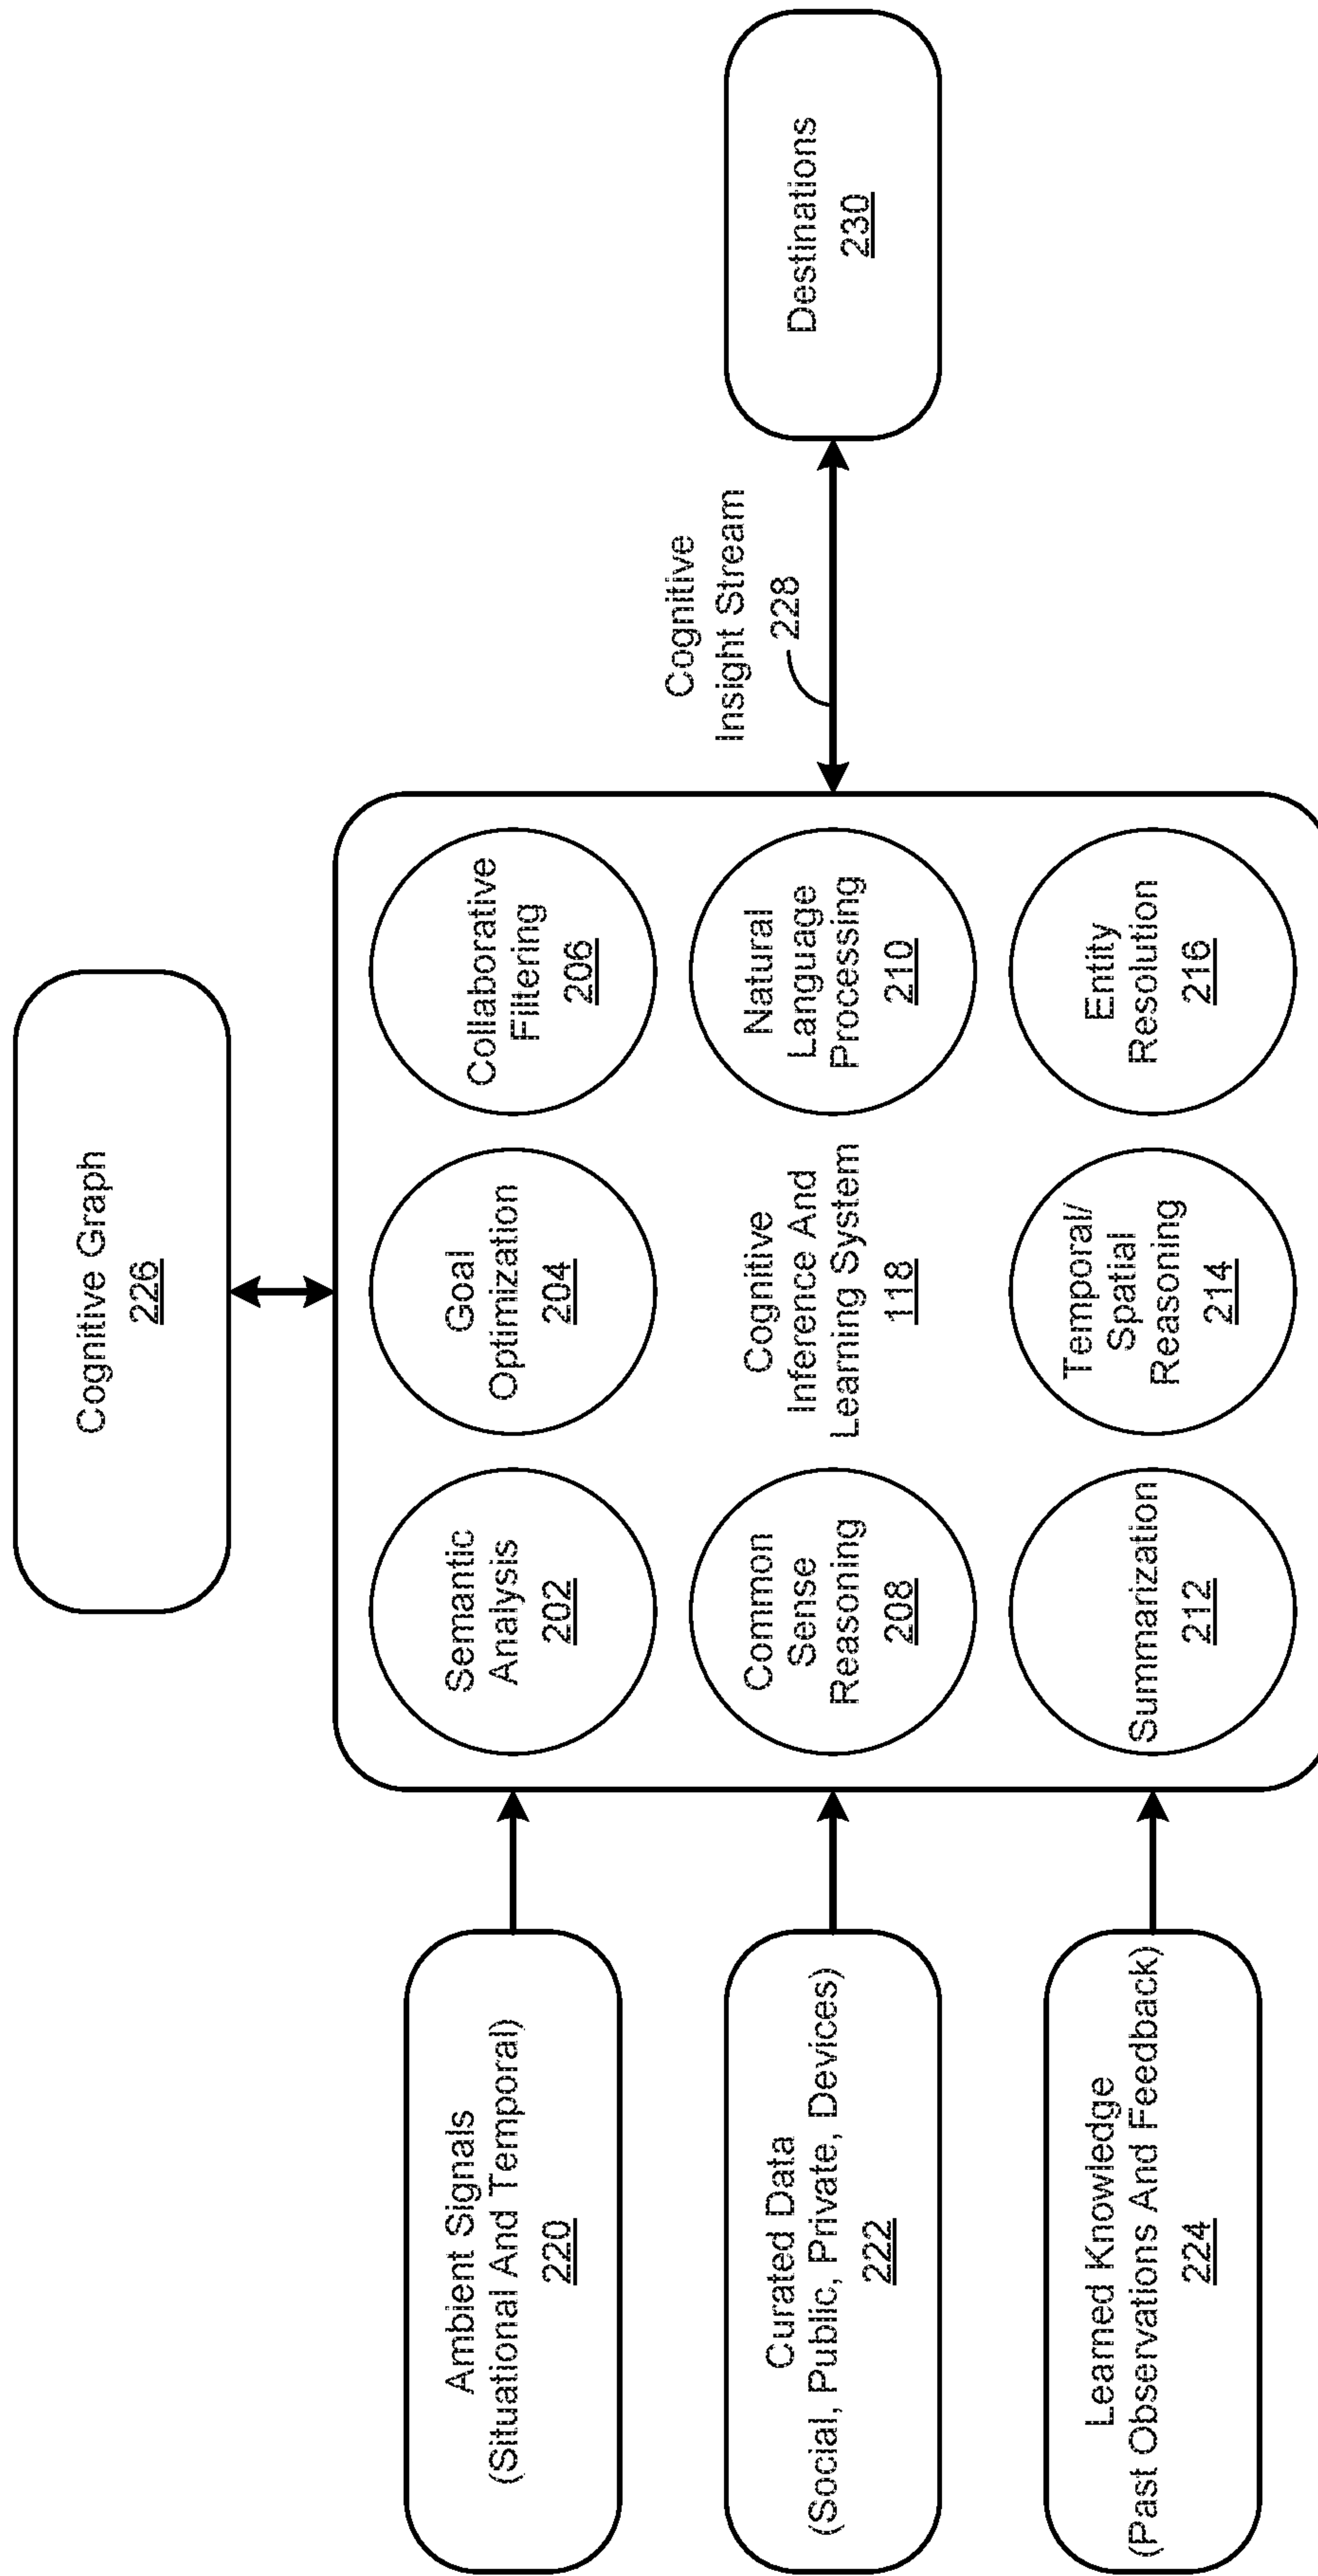 Cognitive Graph
226
Ambient Signals
(Situational And Temporal)
220
Curated Data
(Social, Public, Private, Devices)
222
Learned Knowledge
(Past Observations And Feedback)
224
Semantic
Analysis
202
Goal
Optimization
204
Collaborative
Filtering
206
Common
Sense
Reasoning
208
Cognitive
Inference And
Learning System
118
Natural
Language
Processing
210
Summarization
212
Temporal/
Spatial
Reasoning
214
Entity
Resolution
216
Cognitive
Insight Stream
228
Destinations
230